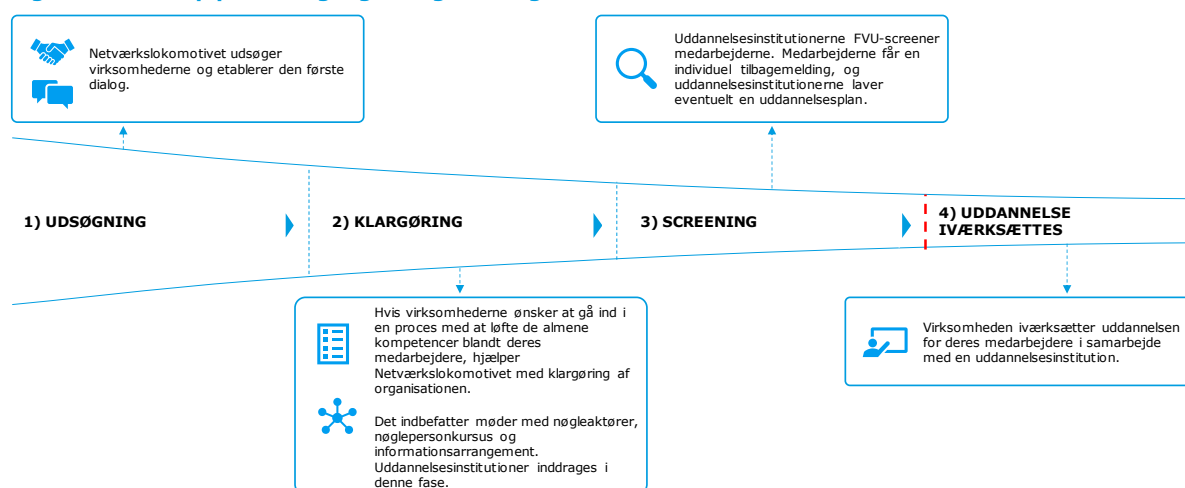 Netværkslokomotivet udsøger
virksomhederne og etablerer den første
dialog.
Uddannelsesinstitutionerne FVU-screener
medarbejderne. Medarbejderne får en
individuel tilbagemelding, og
uddannelsesinstitutionerne laver
eventuelt en uddannelsesplan.
1) UDSØGNING
2) KLARGØRING
3) SCREENING
4) UDDANNELSE
IVÆRKSÆTTES
Hvis virksomhederne ønsker at gå ind i
en proces med at løfte de almene
kompetencer blandt deres
medarbejdere, hjælper
Netværkslokomotivet med klargøring af
organisationen.
Det indbefatter møder med nøgleaktører,
nøglepersonkursus og
informationsarrangement.
Uddannelsesinstitutioner inddrages i
denne fase.
Virksomheden iværksætter uddannelsen
for deres medarbejdere i samarbejde
med en uddannelsesinstitution.